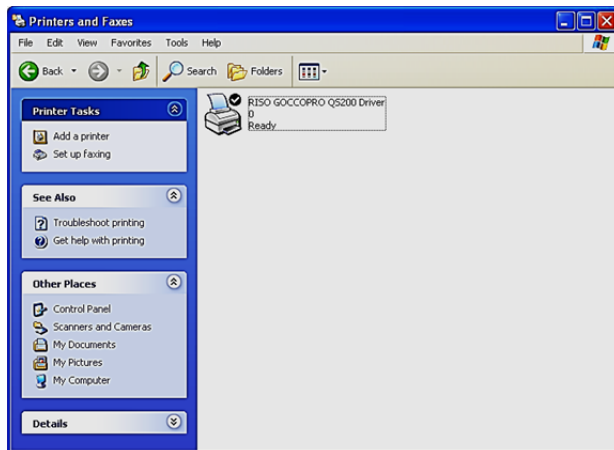 Printers and Faxes
File Edit View Favorites Tools Help
Back Search Folders
Printer Tasks
Add a printer
Set up faxing
See Also
Troubleshoot printing
Get help with printing
Other Places
Control Panel
Scanners and Cameras
My Documents
My Pictures
My Computer
Details
RISO GOCCOPRO QS200 Driver
0
Ready